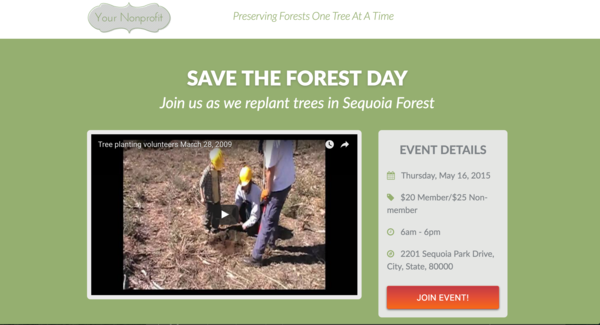 Your Nonprofit
Preserving Forests One Tree At A Time
SAVE THE FOREST DAY
Join us as we replant trees in Sequoia Forest
Tree planting volunteers March 28, 2009
EVENT DETAILS
Thursday, May 16, 2015
$20 Member/$25 Non-
member
6am - 6pm
2201 Sequoia Park Drive,
City, State, 80000
JOIN EVENT!